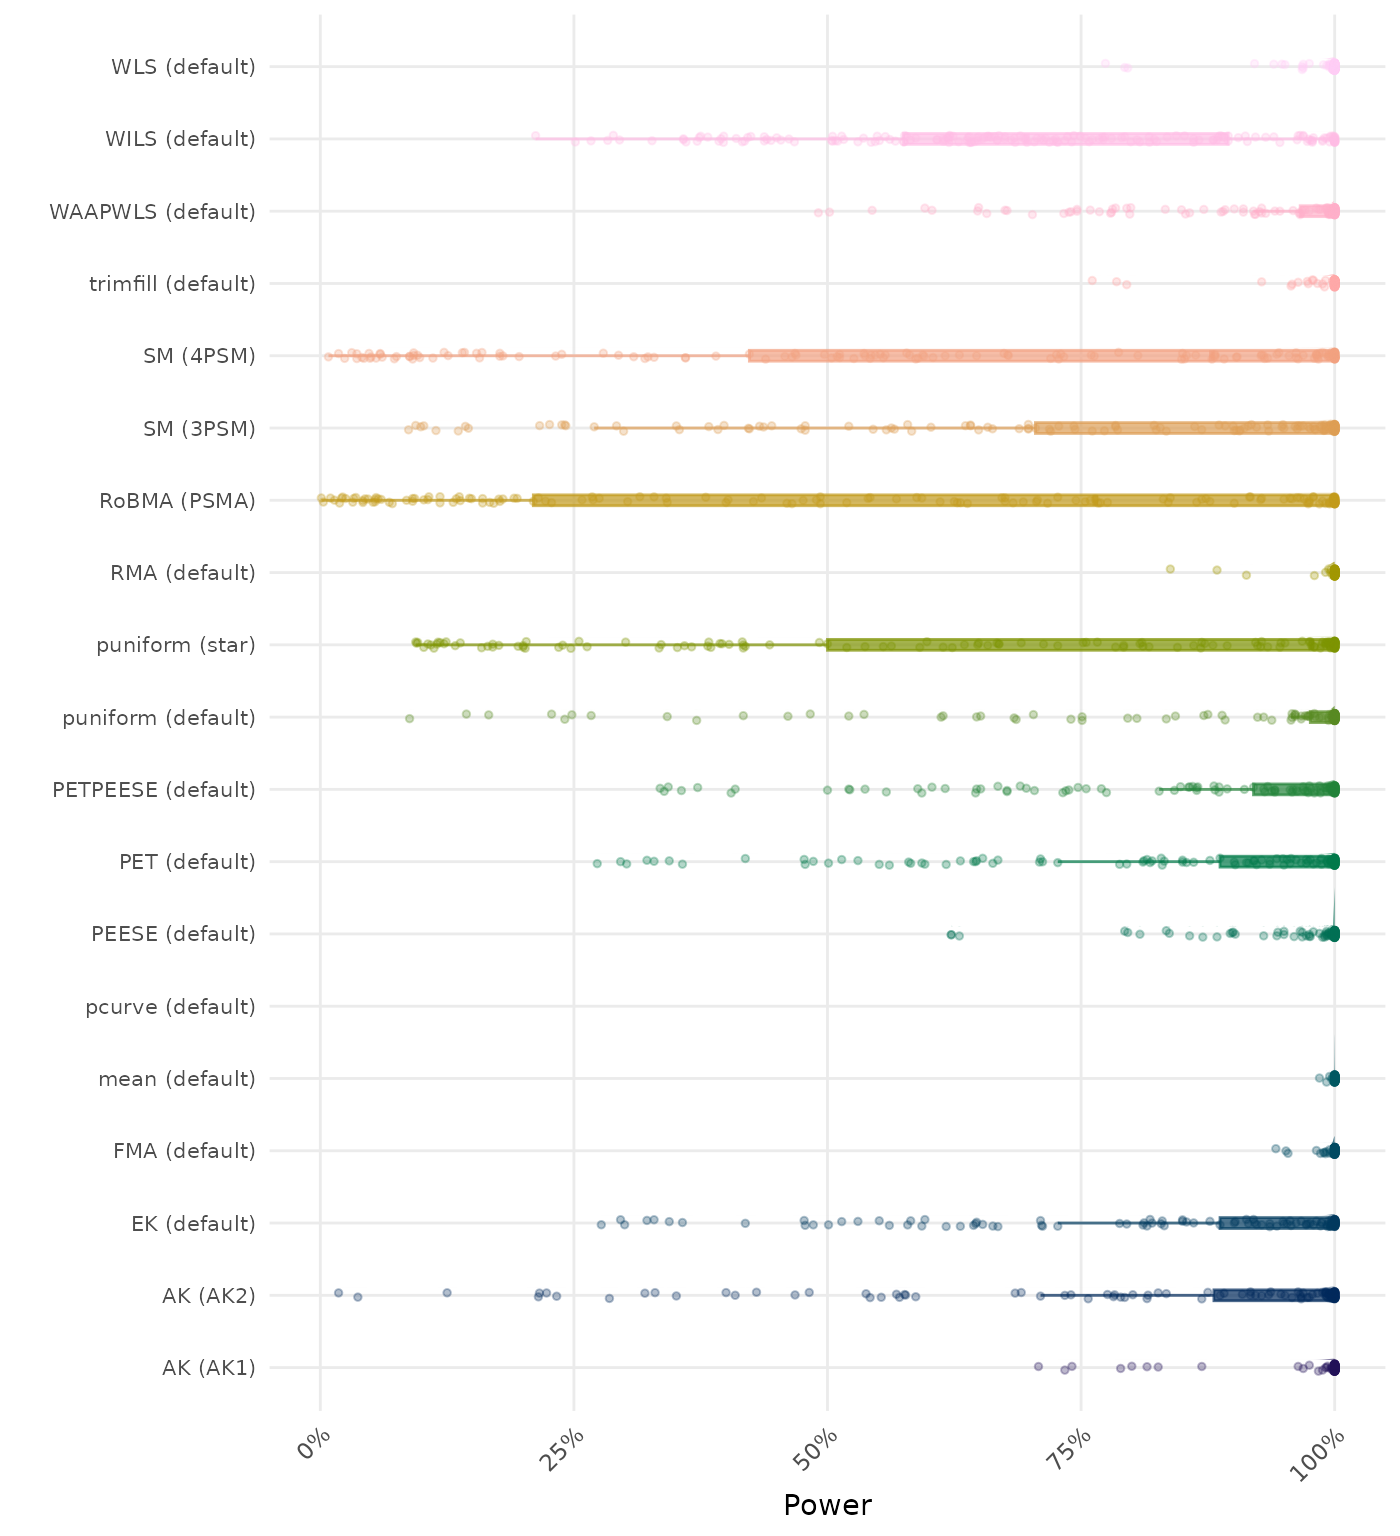 WLS (default)
WILS (default)
WAAPWLS (default)
trimfill (default)
SM (4PSM)
SM (3PSM)
RoBMA (PSMA)
RMA (default)
puniform (star)
puniform (default)
PETPEESE (default)
PET (default)
PEESE (default)
pcurve (default)
mean (default)
FMA (default)
EK (default)
AK (AK2)
AK (AK1)
0% 25% 50% 75% 100%
Power